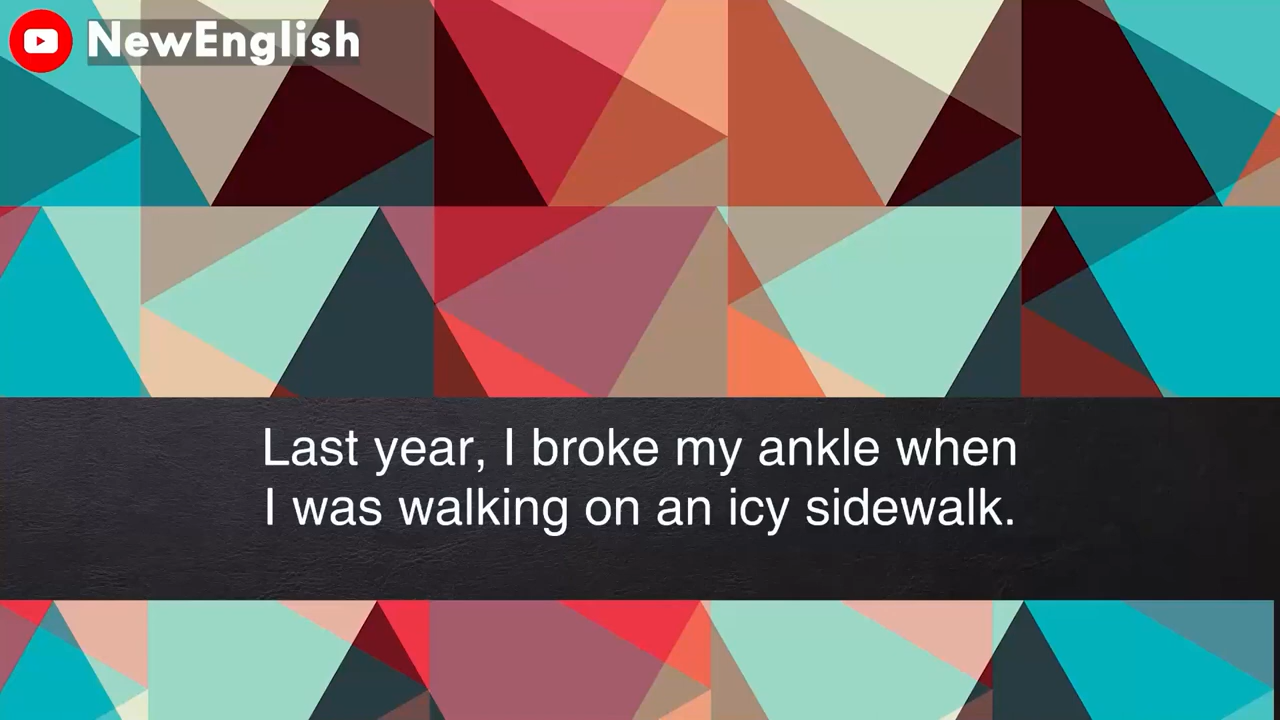 NewEnglish
Last year, I broke my ankle when
I was walking on an icy sidewalk.